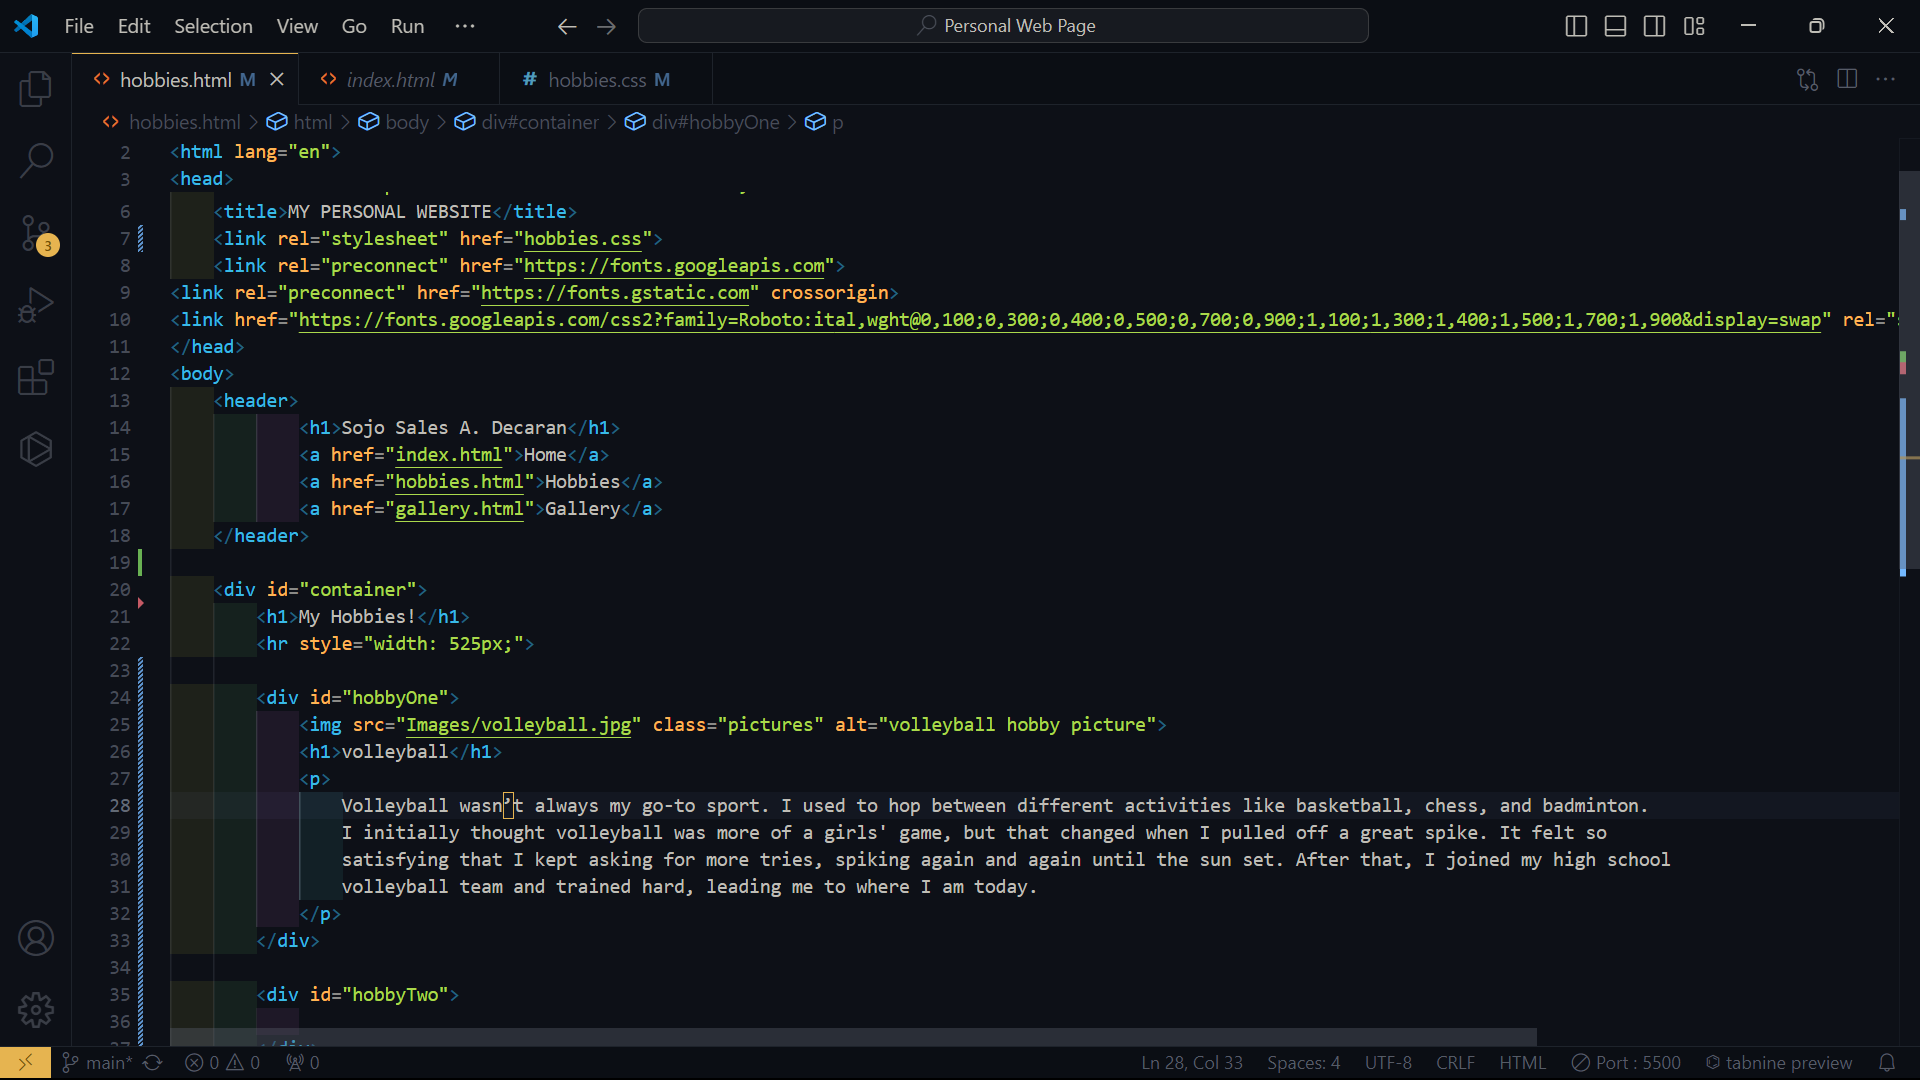 File Edit Selection View Go Run ··· Personal Web Page
hobbies.html M index.html M # hobbies.css M
hobbies.html > html > body > div#container > div#hobbyOne > p
2 <html lang="en">
3 <head>
6 <title>MY PERSONAL WEBSITE</title>
7 <link rel="stylesheet" href="hobbies.css">
8 <link rel="preconnect" href="https://fonts.googleapis.com">
9 <link rel="preconnect" href="https://fonts.gstatic.com" crossorigin>
10 <link href="https://fonts.googleapis.com/css2?family=Roboto:ital,wght@0,100;0,300;0,400;0,500;0,700;0,900;1,100;1,300;1,400;1,500;1,700;1,900&display=swap" rel="
11 </head>
12 <body>
13 <header>
14 <h1>Sojo Sales A. Decaran</h1>
15 <a href="index.html">Home</a>
16 <a href="hobbies.html">Hobbies</a>
17 <a href="gallery.html">Gallery</a>
18 </header>
19
20 <div id="container">
21 <h1>My Hobbies!</h1>
22 <hr style="width: 525px;">
23
24 <div id="hobbyOne">
25 <img src="Images/volleyball.jpg" class="pictures" alt="volleyball hobby picture">
26 <h1>volleyball</h1>
27 <p>
28 Volleyball wasn’t always my go-to sport. I used to hop between different activities like basketball, chess, and badminton.
29 I initially thought volleyball was more of a girls' game, but that changed when I pulled off a great spike. It felt so
30 satisfying that I kept asking for more tries, spiking again and again until the sun set. After that, I joined my high school
31 volleyball team and trained hard, leading me to where I am today.
32 </p>
33 </div>
34
35 <div id="hobbyTwo">
36
3
main* 0 0 0 Ln 28, Col 33 Spaces: 4 UTF-8 CRLF HTML Port : 5500 tabnine preview